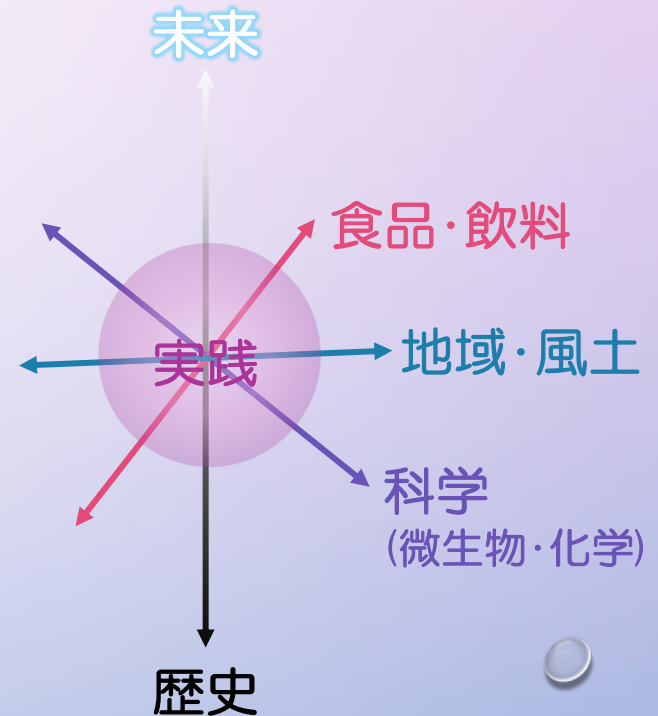 未来
食品・飲料
実践
地域・風土
科学
(微生物・化学)
歴史